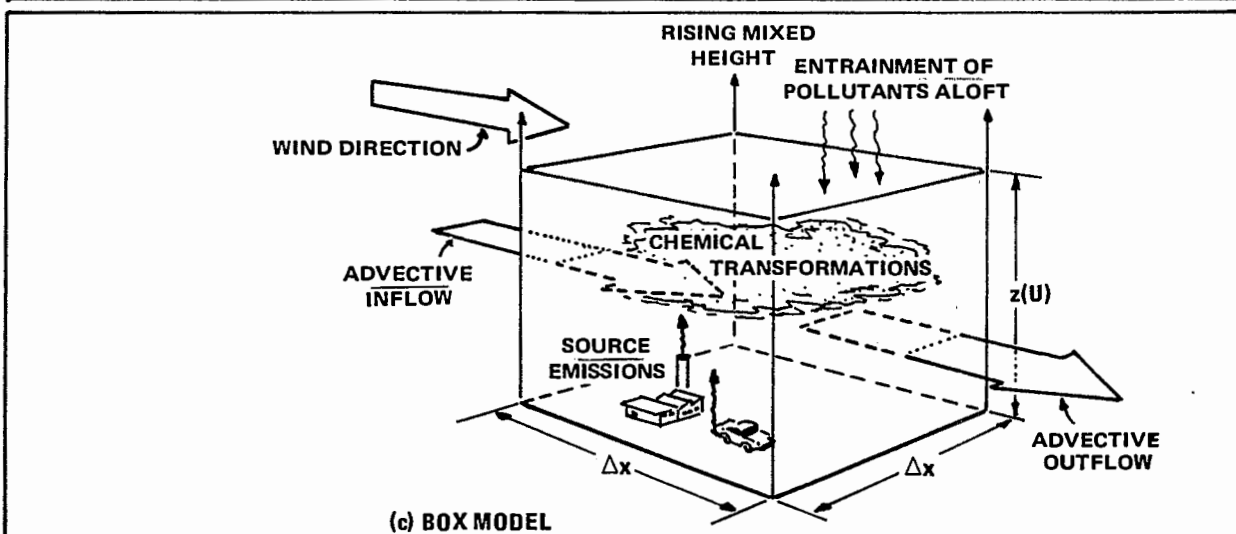 RISING MIXED
HEIGHT
ENTRAINMENT OF
POLLUTANTS ALOFT
WIND DIRECTION
CHEMICAL
TRANSFORMATIONS
ADVECTIVE
INFLOW
z(U)
SOURCE
EMISSIONS
ADVECTIVE
OUTFLOW
Δx
Δx
(c) BOX MODEL